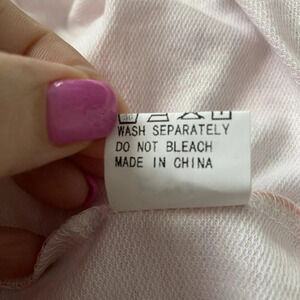 WASH SEPARATELY
DO NOT BLEACH
MADE IN CHINA